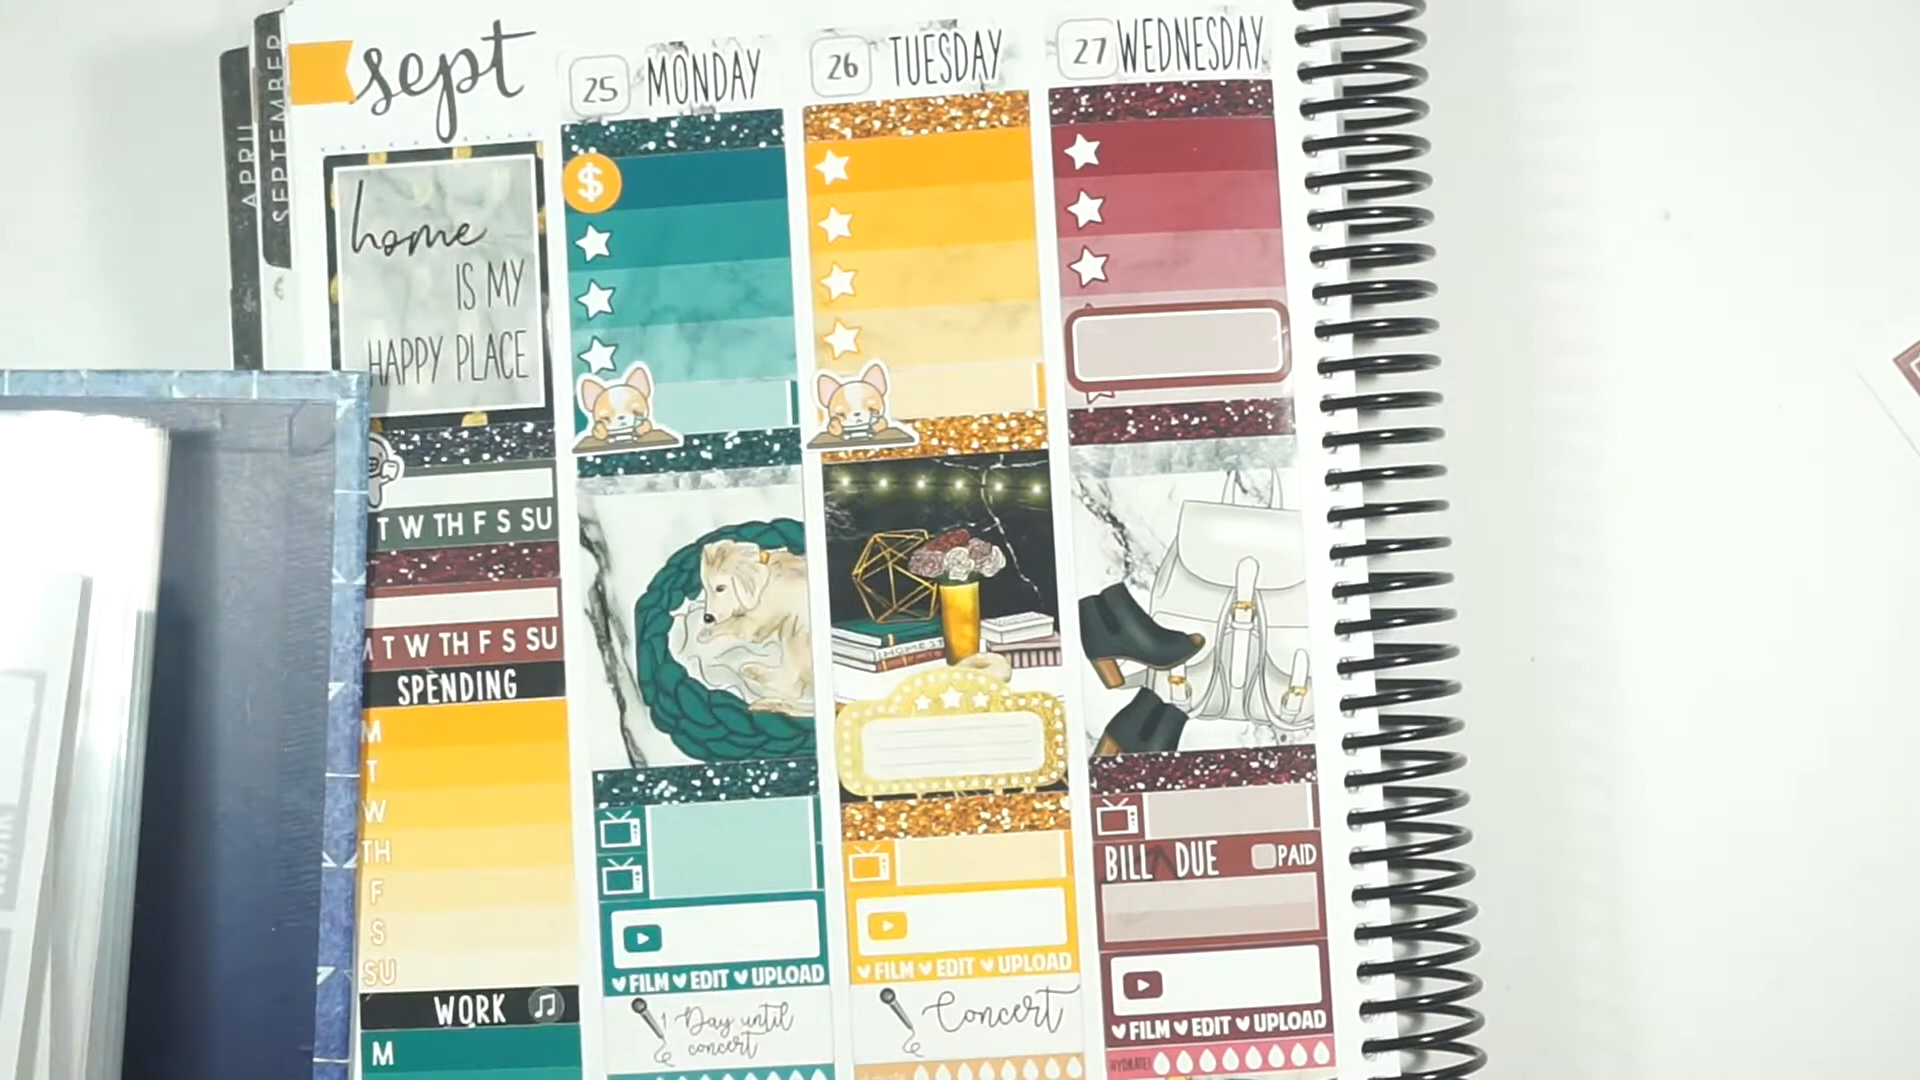 APRIL
SEPTEMBER
sept
home
IS MY
HAPPY PLACE
T W TH F S SU
T W TH F S SU
SPENDING
M
T
W
TH
F
S
SU
WORK
M
25 MONDAY
$
FILM EDIT UPLOAD
1 Day until
concert
26 TUESDAY
HOMES
FILM EDIT UPLOAD
Concert
27 WEDNESDAY
BILL DUE PAID
FILM EDIT UPLOAD
HYDRATE!